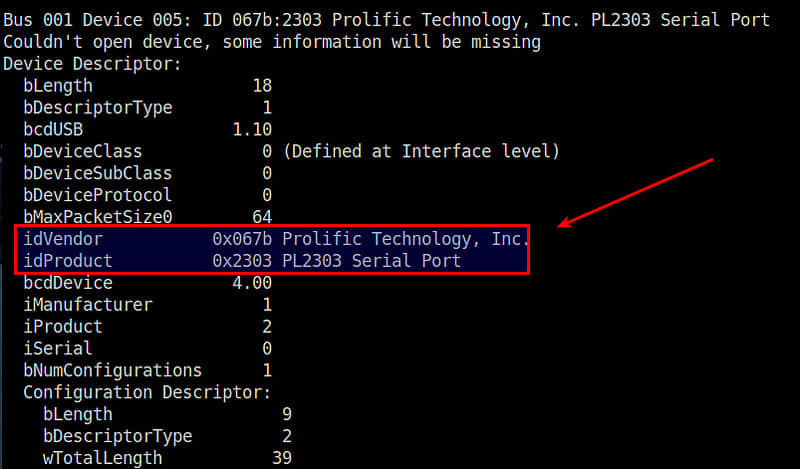 Bus 001 Device 005: ID 067b:2303 Prolific Technology, Inc. PL2303 Serial Port
Couldn't open device, some information will be missing
Device Descriptor:
  bLength                18
  bDescriptorType         1
  bcdUSB               1.10
  bDeviceClass            0 (Defined at Interface level)
  bDeviceSubClass         0
  bDeviceProtocol         0
  bMaxPacketSize0        64
  idVendor           0x067b Prolific Technology, Inc.
  idProduct          0x2303 PL2303 Serial Port
  bcdDevice            4.00
  iManufacturer           1
  iProduct                2
  iSerial                 0
  bNumConfigurations      1
  Configuration Descriptor:
    bLength                 9
    bDescriptorType         2
    wTotalLength           39